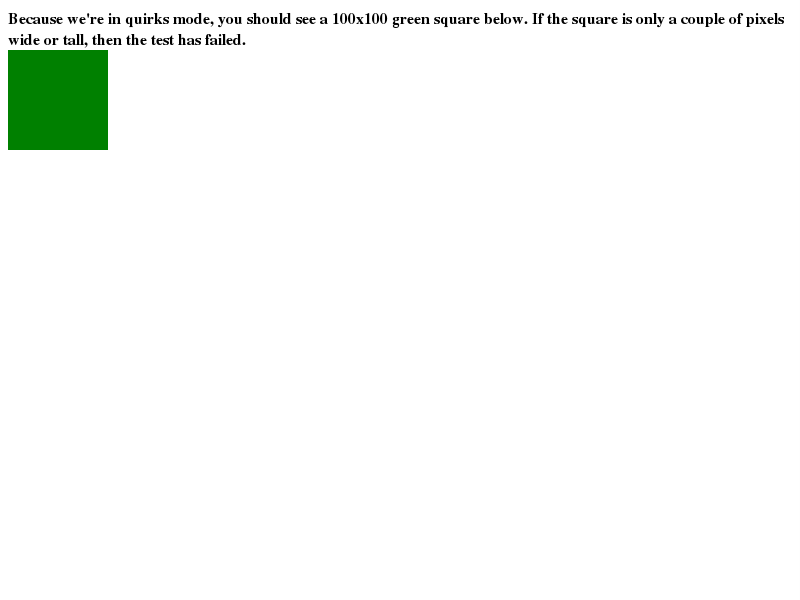 Because we're in quirks mode, you should see a 100x100 green square below. If the square is only a couple of pixels
wide or tall, then the test has failed.